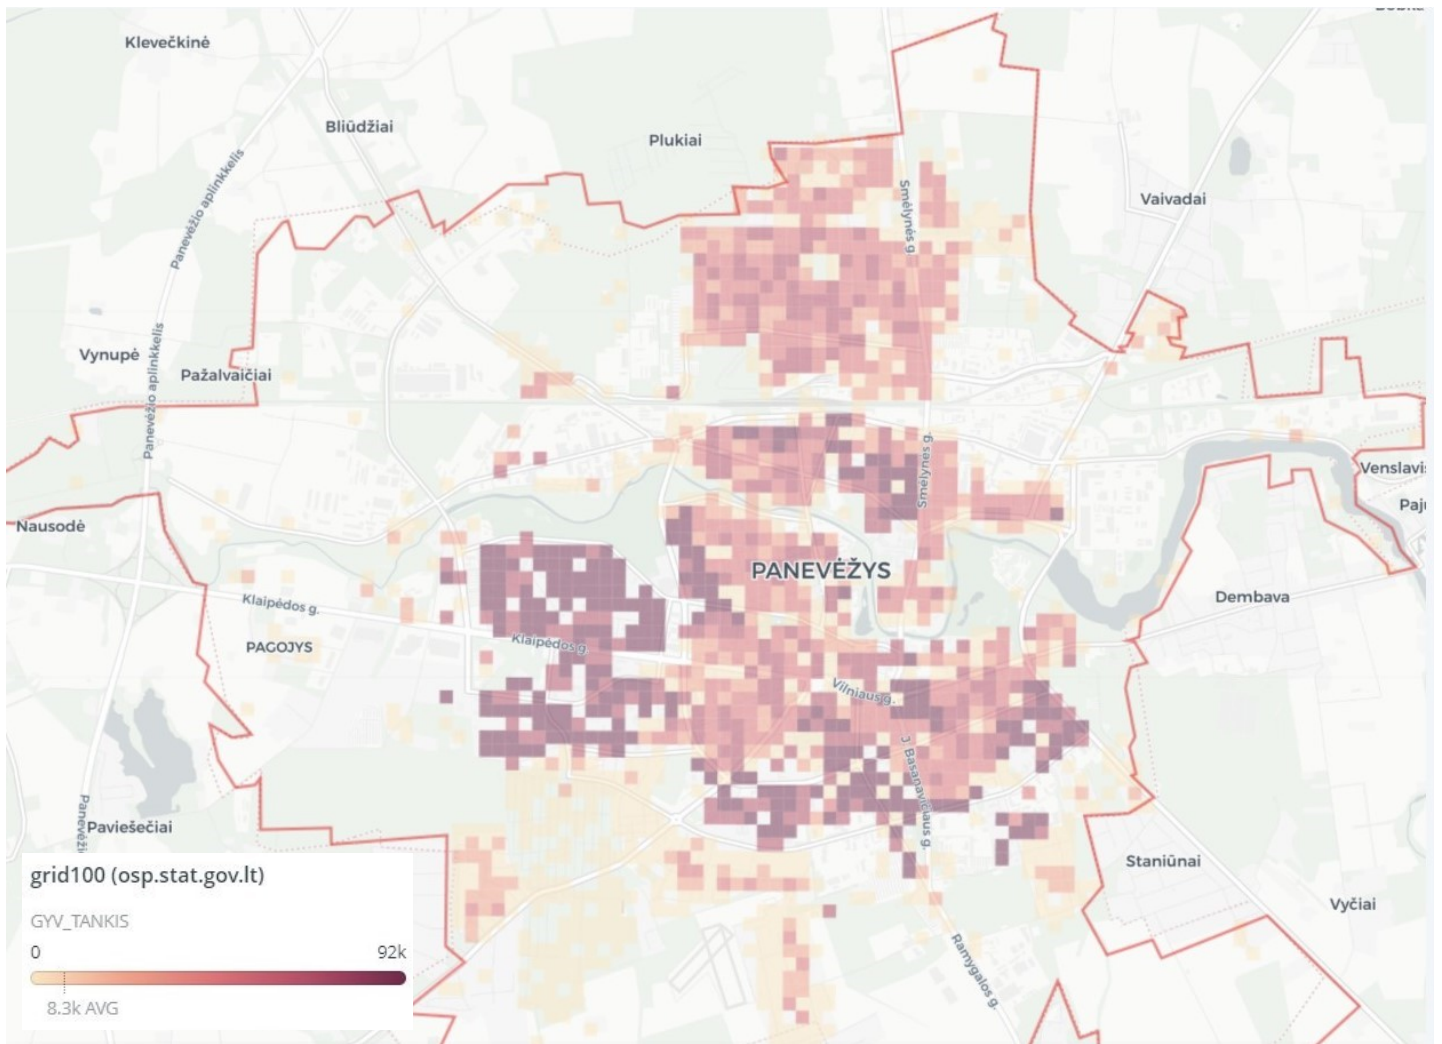 Klevečkinė
Bliūdžiai
Plukiai
Vaivadai
Panevėžio aplinkkelis
Smėlynės g.
Vynupė
Pažalvaičiai
Panevėžio aplinkkelis
Smėlynės g.
Nausodė
PANEVĖŽYS
Dembava
Klaipėdos g.
PAGOJYS
Klaipėdos g.
Vilniaus g.
J. Basanavičiaus g.
Paviešečiai
Staniūnai
Vyčiai
Ramygalos g.
grid100 (osp.stat.gov.lt)
GYV_TANKIS
0 92k
8.3k AVG